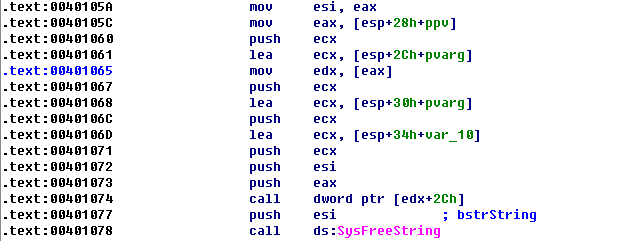 .text:0040105A mov esi, eax
.text:0040105C mov eax, [esp+28h+ppv]
.text:00401060 push ecx
.text:00401061 lea ecx, [esp+2Ch+pvarg]
.text:00401065 mov edx, [eax]
.text:00401067 push ecx
.text:00401068 lea ecx, [esp+30h+pvarg]
.text:0040106C push ecx
.text:0040106D lea ecx, [esp+34h+var_10]
.text:00401071 push ecx
.text:00401072 push esi
.text:00401073 push eax
.text:00401074 call dword ptr [edx+2Ch]
.text:00401077 push esi ; bstrString
.text:00401078 call ds:SysFreeString